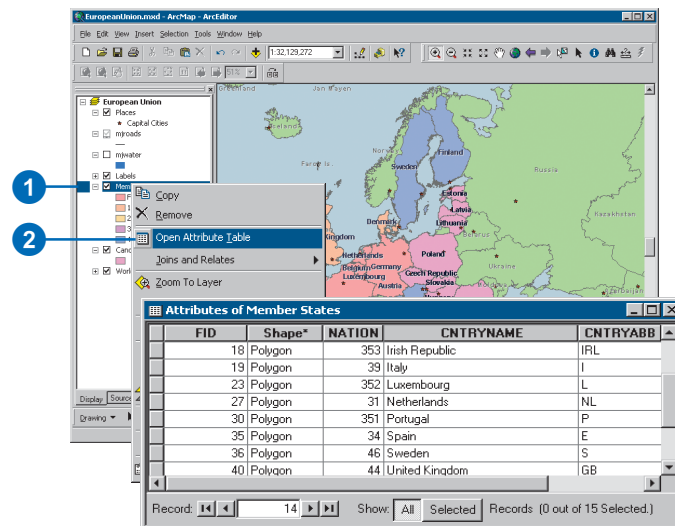 EuropeanUnion.mxd - ArcMap - ArcEditor
File Edit View Insert Selection Tools Window Help
1:32,129,272
51%
European Union
Places
Capital Cities
mjroads
mjwater
Labels
1
2
Copy
Remove
Open Attribute Table
Joins and Relates
Zoom To Layer
Display Source
Drawing
Greenland
Jan Mayen
Iceland
Norway
Faroe Is.
Sweden
Finland
Russia
Estonia
Latvia
Lithuania
Denmark
Kingdom
Belarus
Kazakhstan
Netherlands
Poland
Belgium Germany
Luxembourg
Czech Republic
Slovakia
Ukraine
Austria
France
Azerbaijan
Attributes of Member States
FID Shape* NATION CNTRYNAME CNTRYABB
18 Polygon 353 Irish Republic IRL
19 Polygon 39 Italy I
23 Polygon 352 Luxembourg L
27 Polygon 31 Netherlands NL
30 Polygon 351 Portugal P
35 Polygon 34 Spain E
36 Polygon 46 Sweden S
40 Polygon 44 United Kingdom GB
Record: 14 Show: All Selected Records (0 out of 15 Selected.)